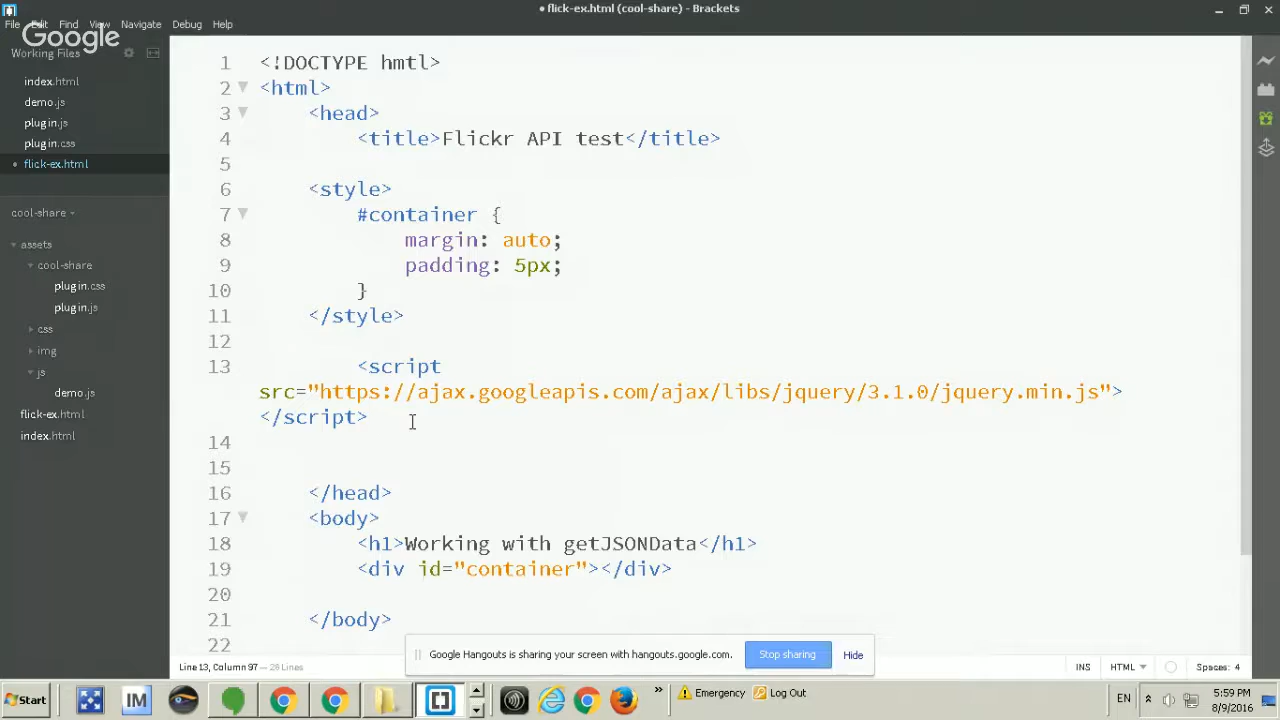 • flick-ex.html (cool-share) - Brackets
File Edit Find View Navigate Debug Help
Google
Working Files
index.html
demo.js
plugin.js
plugin.css
• flick-ex.html
cool-share
assets
cool-share
plugin.css
plugin.js
css
img
js
demo.js
flick-ex.html
index.html
1 <!DOCTYPE hmtl>
2 <html>
3 <head>
4 <title>Flickr API test</title>
5
6 <style>
7 #container {
8 margin: auto;
9 padding: 5px;
10 }
11 </style>
12
13 <script
src="https://ajax.googleapis.com/ajax/libs/jquery/3.1.0/jquery.min.js">
</script>
14
15
16 </head>
17 <body>
18 <h1>Working with getJSONData</h1>
19 <div id="container"></div>
20
21 </body>
22
Google Hangouts is sharing your screen with hangouts.google.com. Stop sharing Hide
Line 13, Column 97 — 26 Lines
INS HTML Spaces: 4
Start IM » Emergency Log Out EN 5:59 PM
8/9/2016